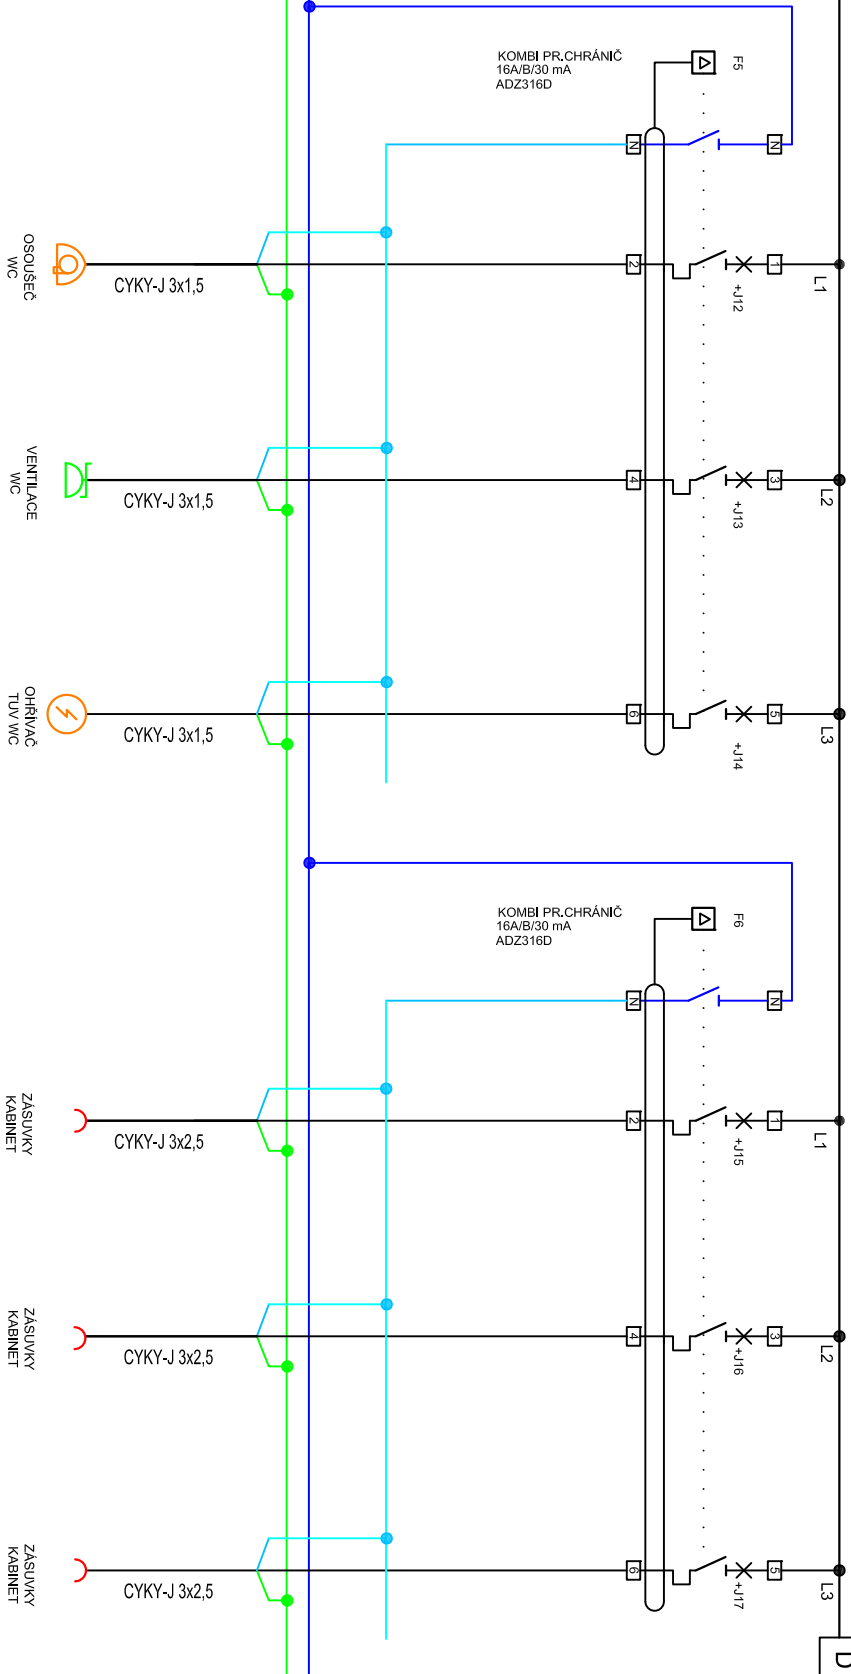 KOMBI PR.CHRÁNIČ
16A/B/30 mA
ADZ316D
F5
N
N
OSOUŠEČ
WC
CYKY-J 3x1,5
2
+J12
1
L1
VENTILACE
WC
CYKY-J 3x1,5
4
+J13
3
L2
OHŘÍVAČ
TUV WC
CYKY-J 3x1,5
6
+J14
5
L3
KOMBI PR.CHRÁNIČ
16A/B/30 mA
ADZ316D
F6
N
N
ZÁSUVKY
KABINET
CYKY-J 3x2,5
2
+J15
1
L1
ZÁSUVKY
KABINET
CYKY-J 3x2,5
4
+J16
3
L2
ZÁSUVKY
KABINET
CYKY-J 3x2,5
6
+J17
5
L3
D